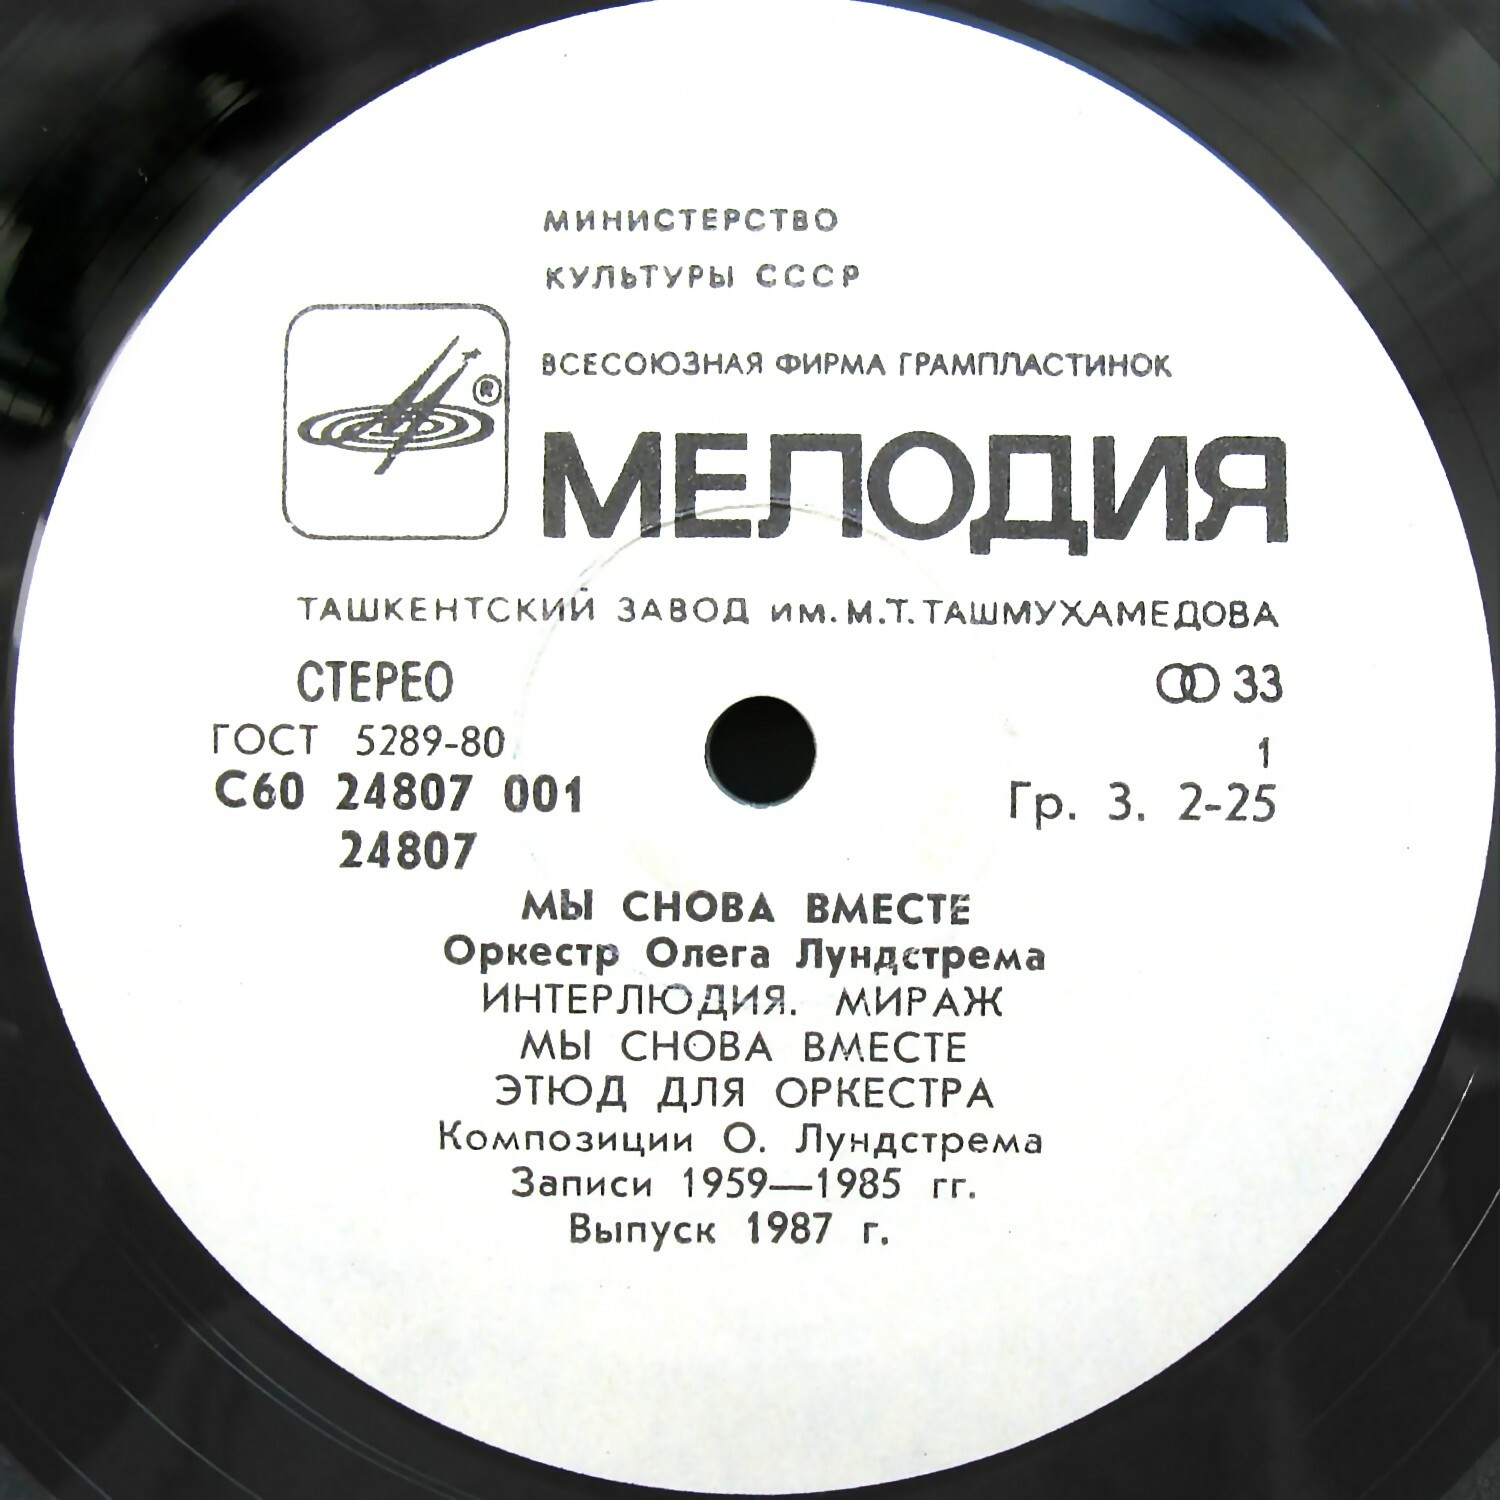 МИНИСТЕРСТВО
КУЛЬТУРЫ СССР
ВСЕСОЮЗНАЯ ФИРМА ГРАМПЛАСТИНОК
®
МЕЛОДИЯ
ТАШКЕНТСКИЙ ЗАВОД им. М.Т. ТАШМУХАМЕДОВА
СТЕРЕО 33
ГОСТ 5289-80 1
С60 24807 001 Гр. 3. 2-25
24807
МЫ СНОВА ВМЕСТЕ
Оркестр Олега Лундстрема
ИНТЕРЛЮДИЯ. МИРАЖ
МЫ СНОВА ВМЕСТЕ
ЭТЮД ДЛЯ ОРКЕСТРА
Композиции О. Лундстрема
Записи 1959—1985 гг.
Выпуск 1987 г.